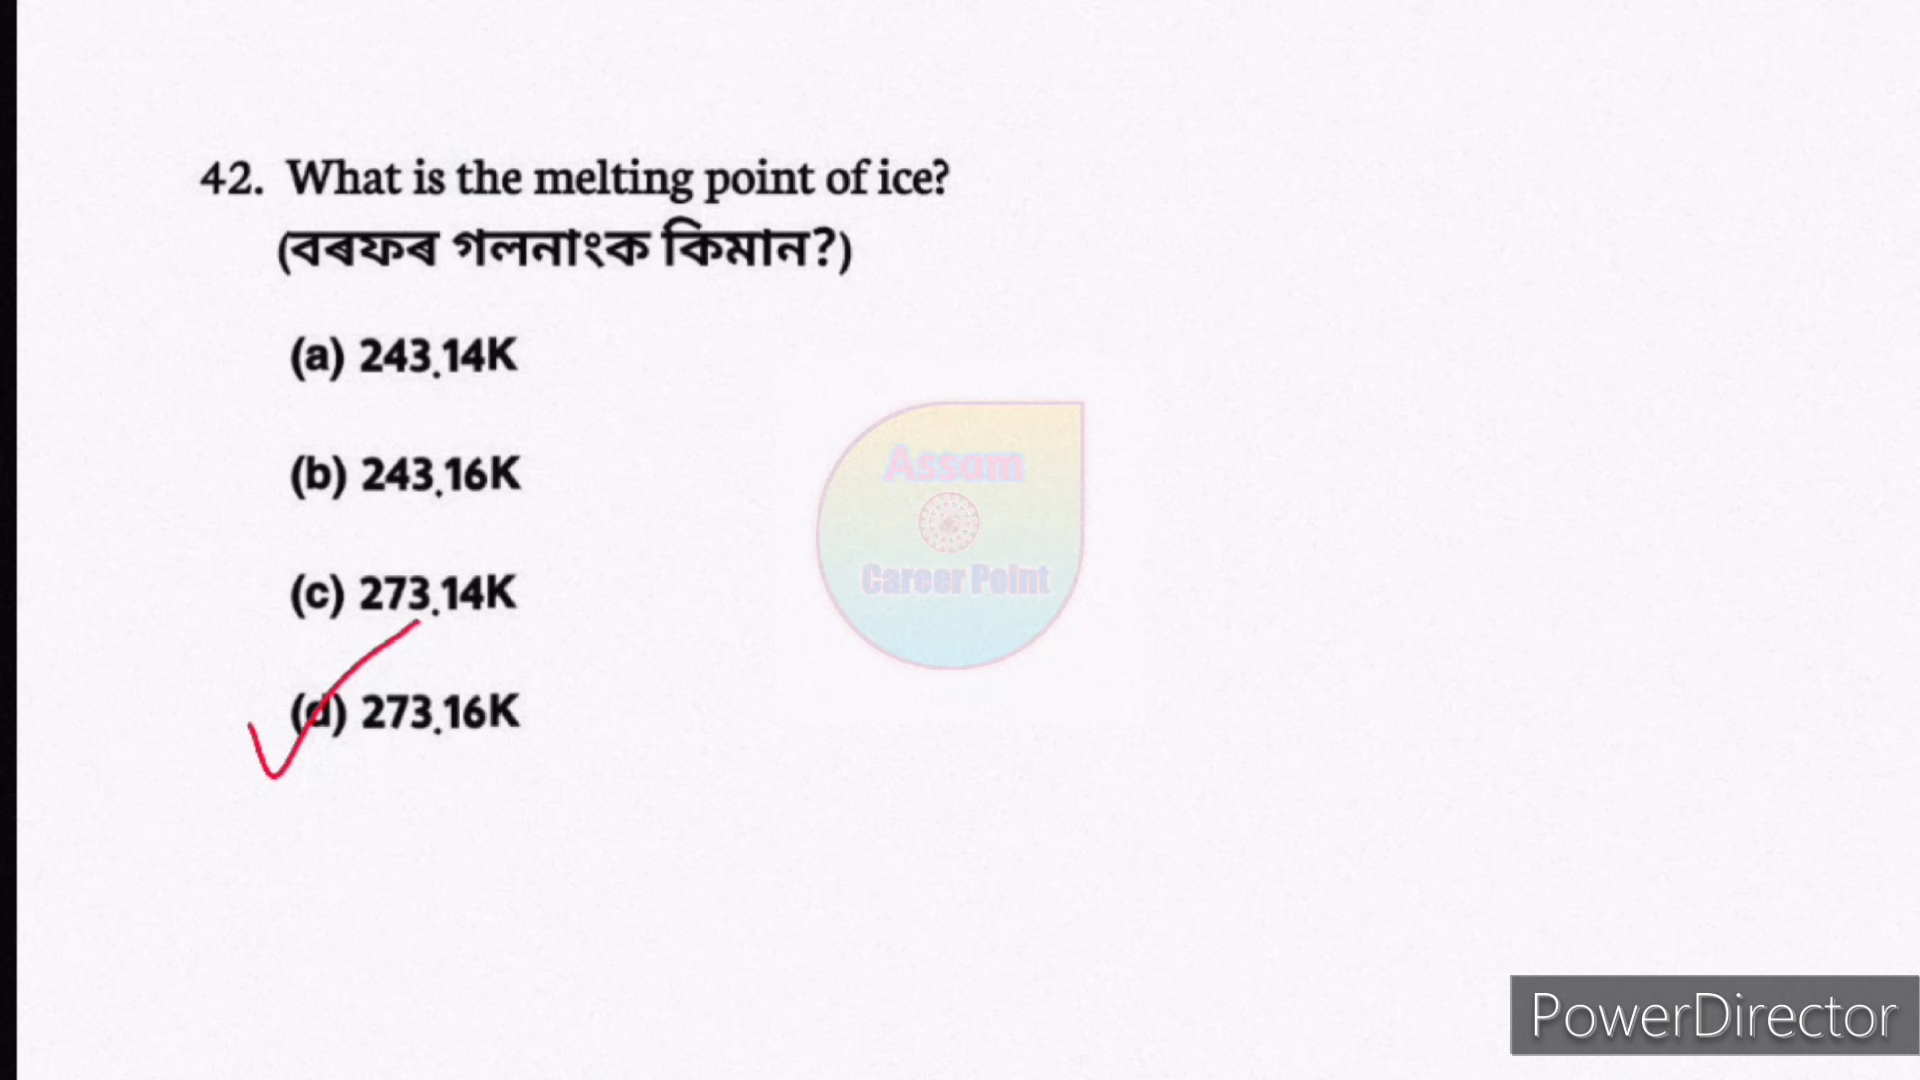 42. What is the melting point of ice?
(বৰফৰ গলনাংক কিমান?)
(a) 243.14K
(b) 243.16K
(c) 273.14K
(d) 273.16K
Assam
Career Point
PowerDirector